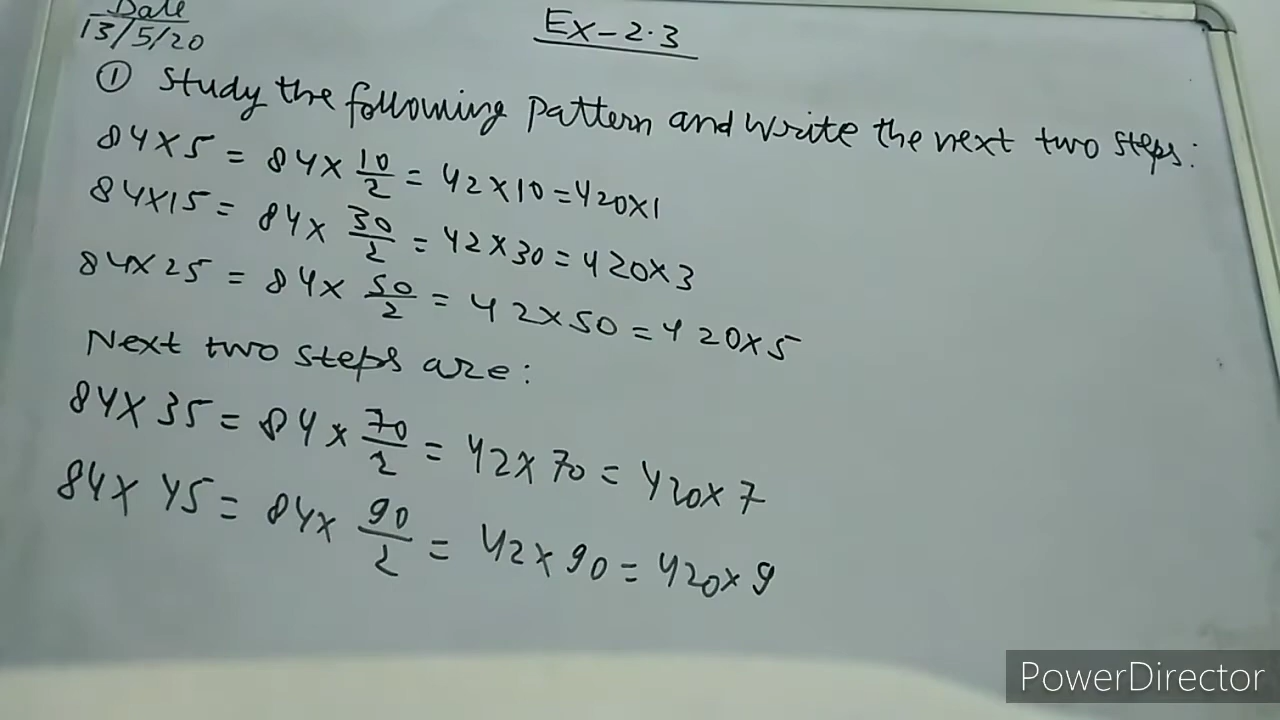 Date
13/5/20
Ex-2.3
① Study the following pattern and write the next two steps:
84×5 = 84× 10/2 = 42×10 = 420×1
84×15 = 84× 30/2 = 42×30 = 420×3
84×25 = 84× 50/2 = 42×50 = 420×5
Next two steps are:
84×35 = 84× 70/2 = 42×70 = 420×7
84×45 = 84× 90/2 = 42×90 = 420×9
PowerDirector